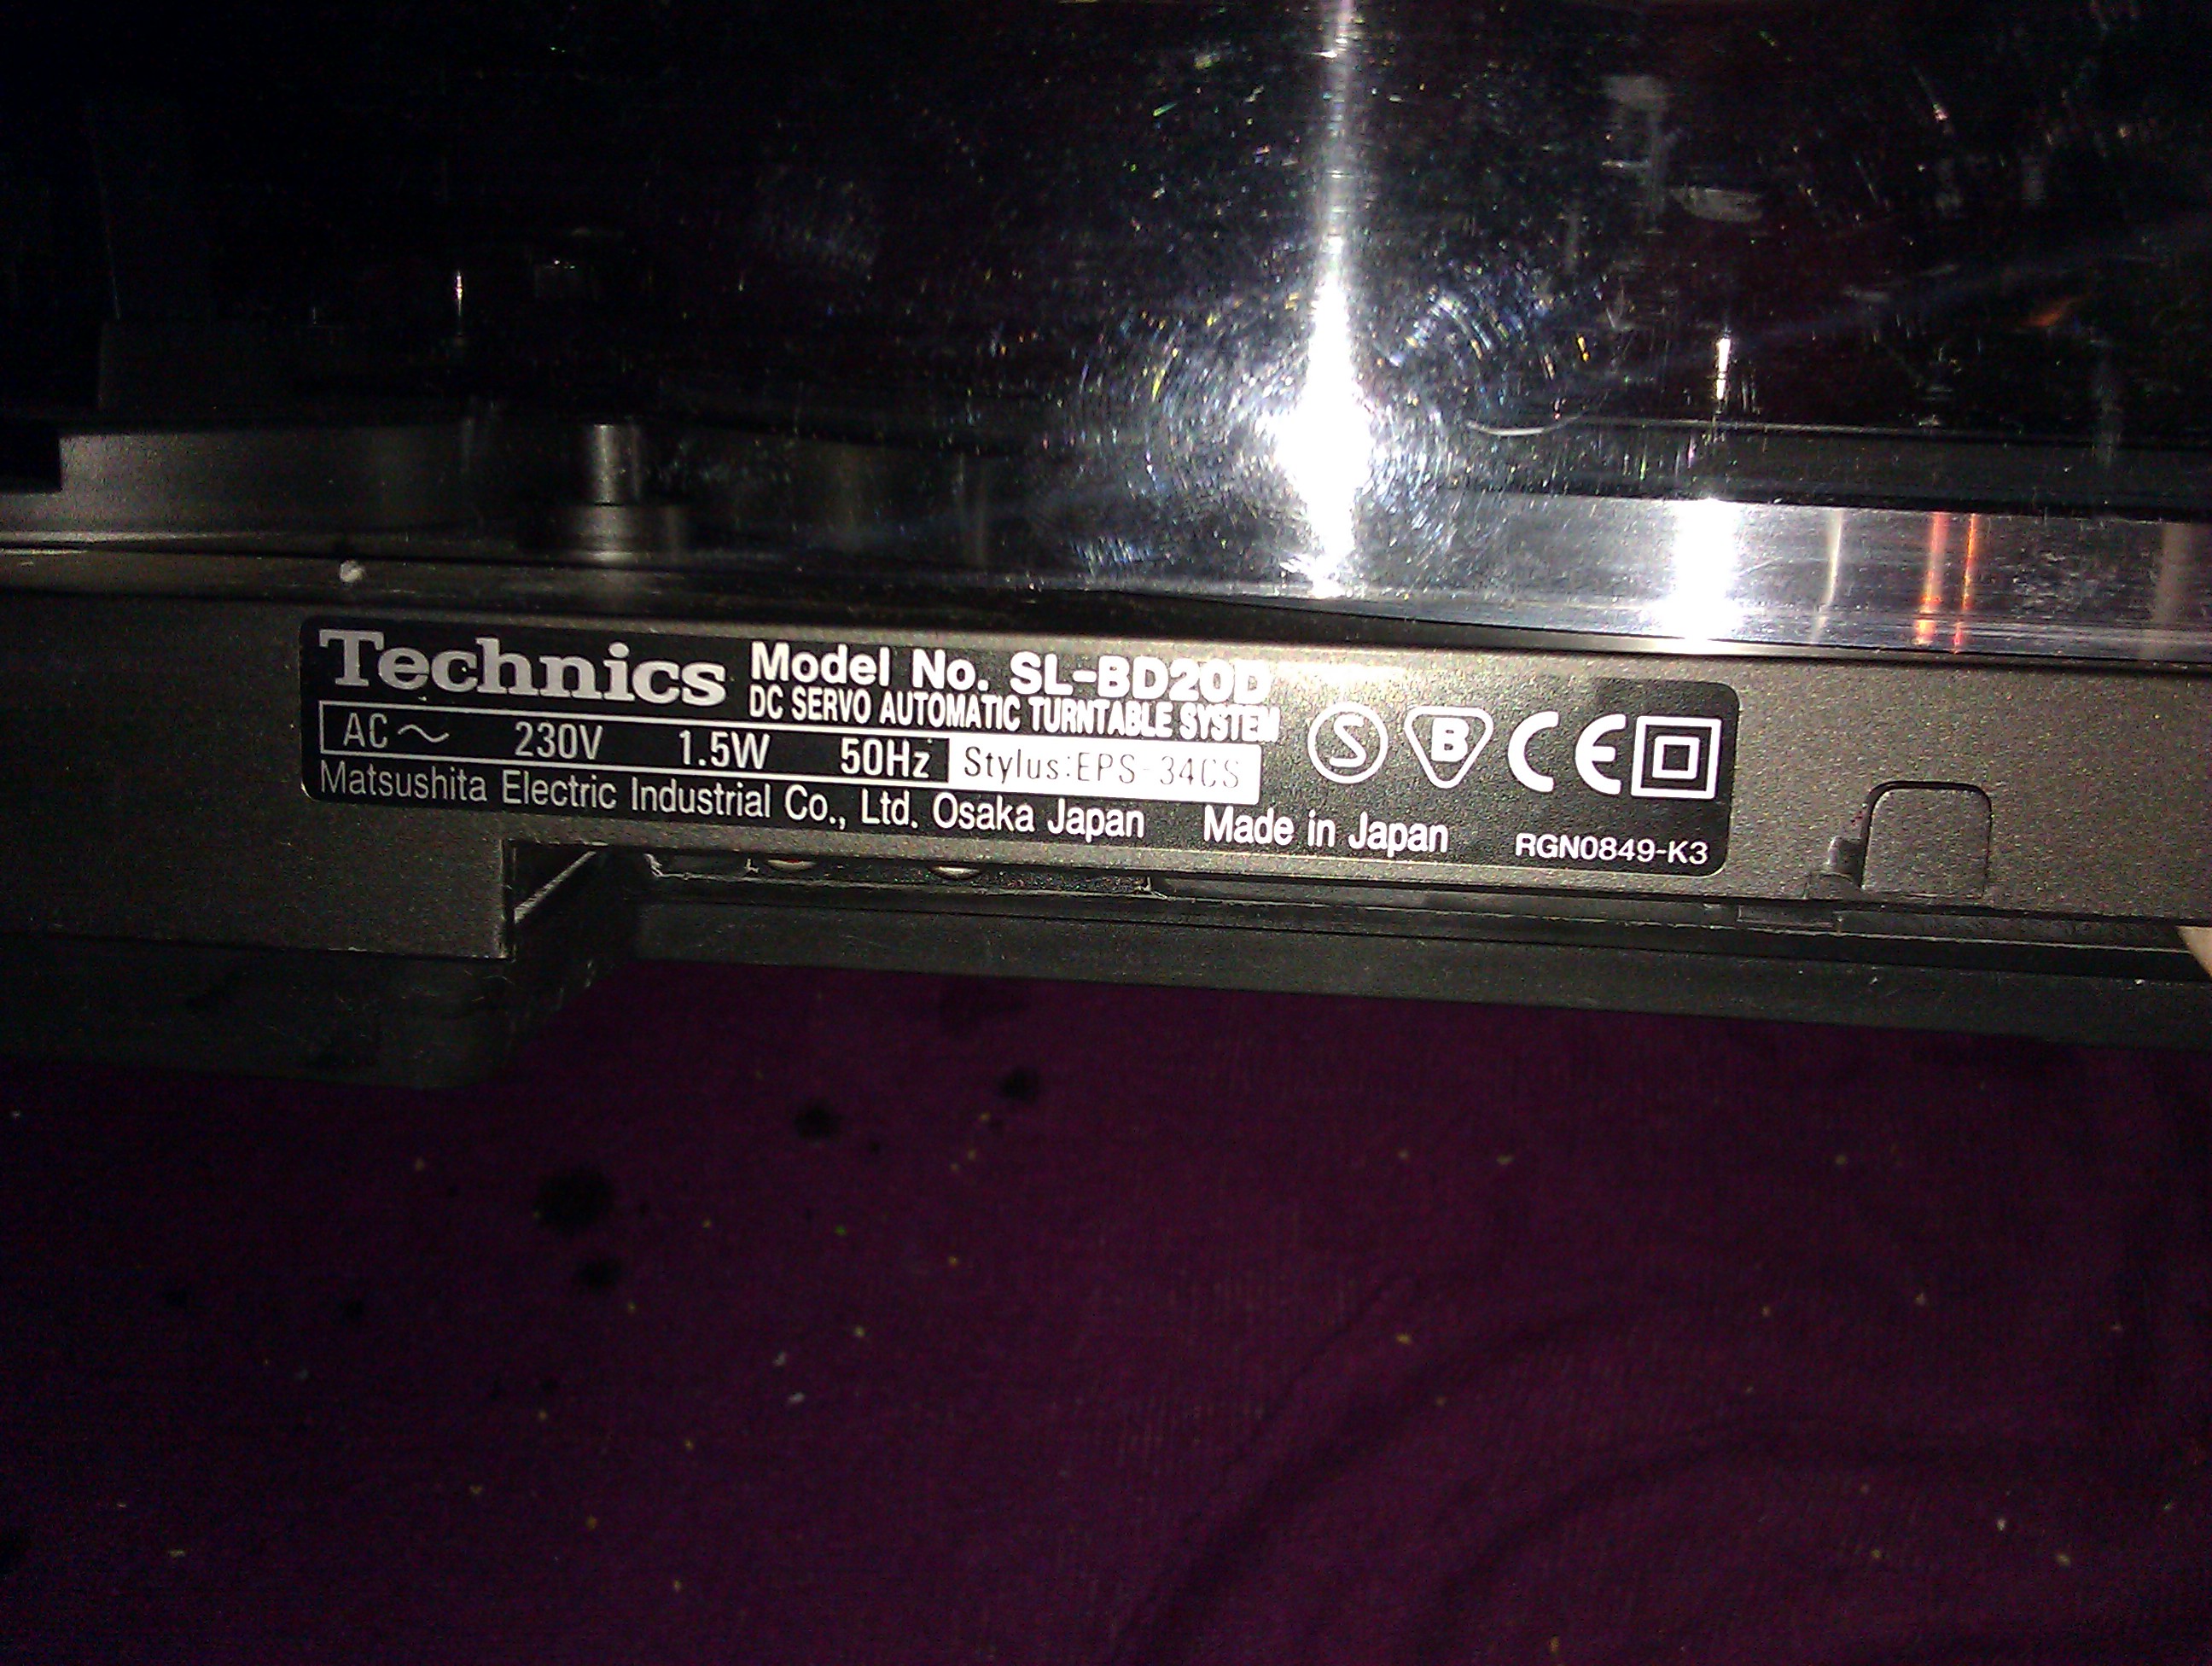 Technics Model No. SL-BD20D
DC SERVO AUTOMATIC TURNTABLE SYSTEM
AC ~ 230V 1.5W 50Hz Stylus:EPS-34CS
S B CE
Matsushita Electric Industrial Co., Ltd. Osaka Japan Made in Japan RGN0849-K3